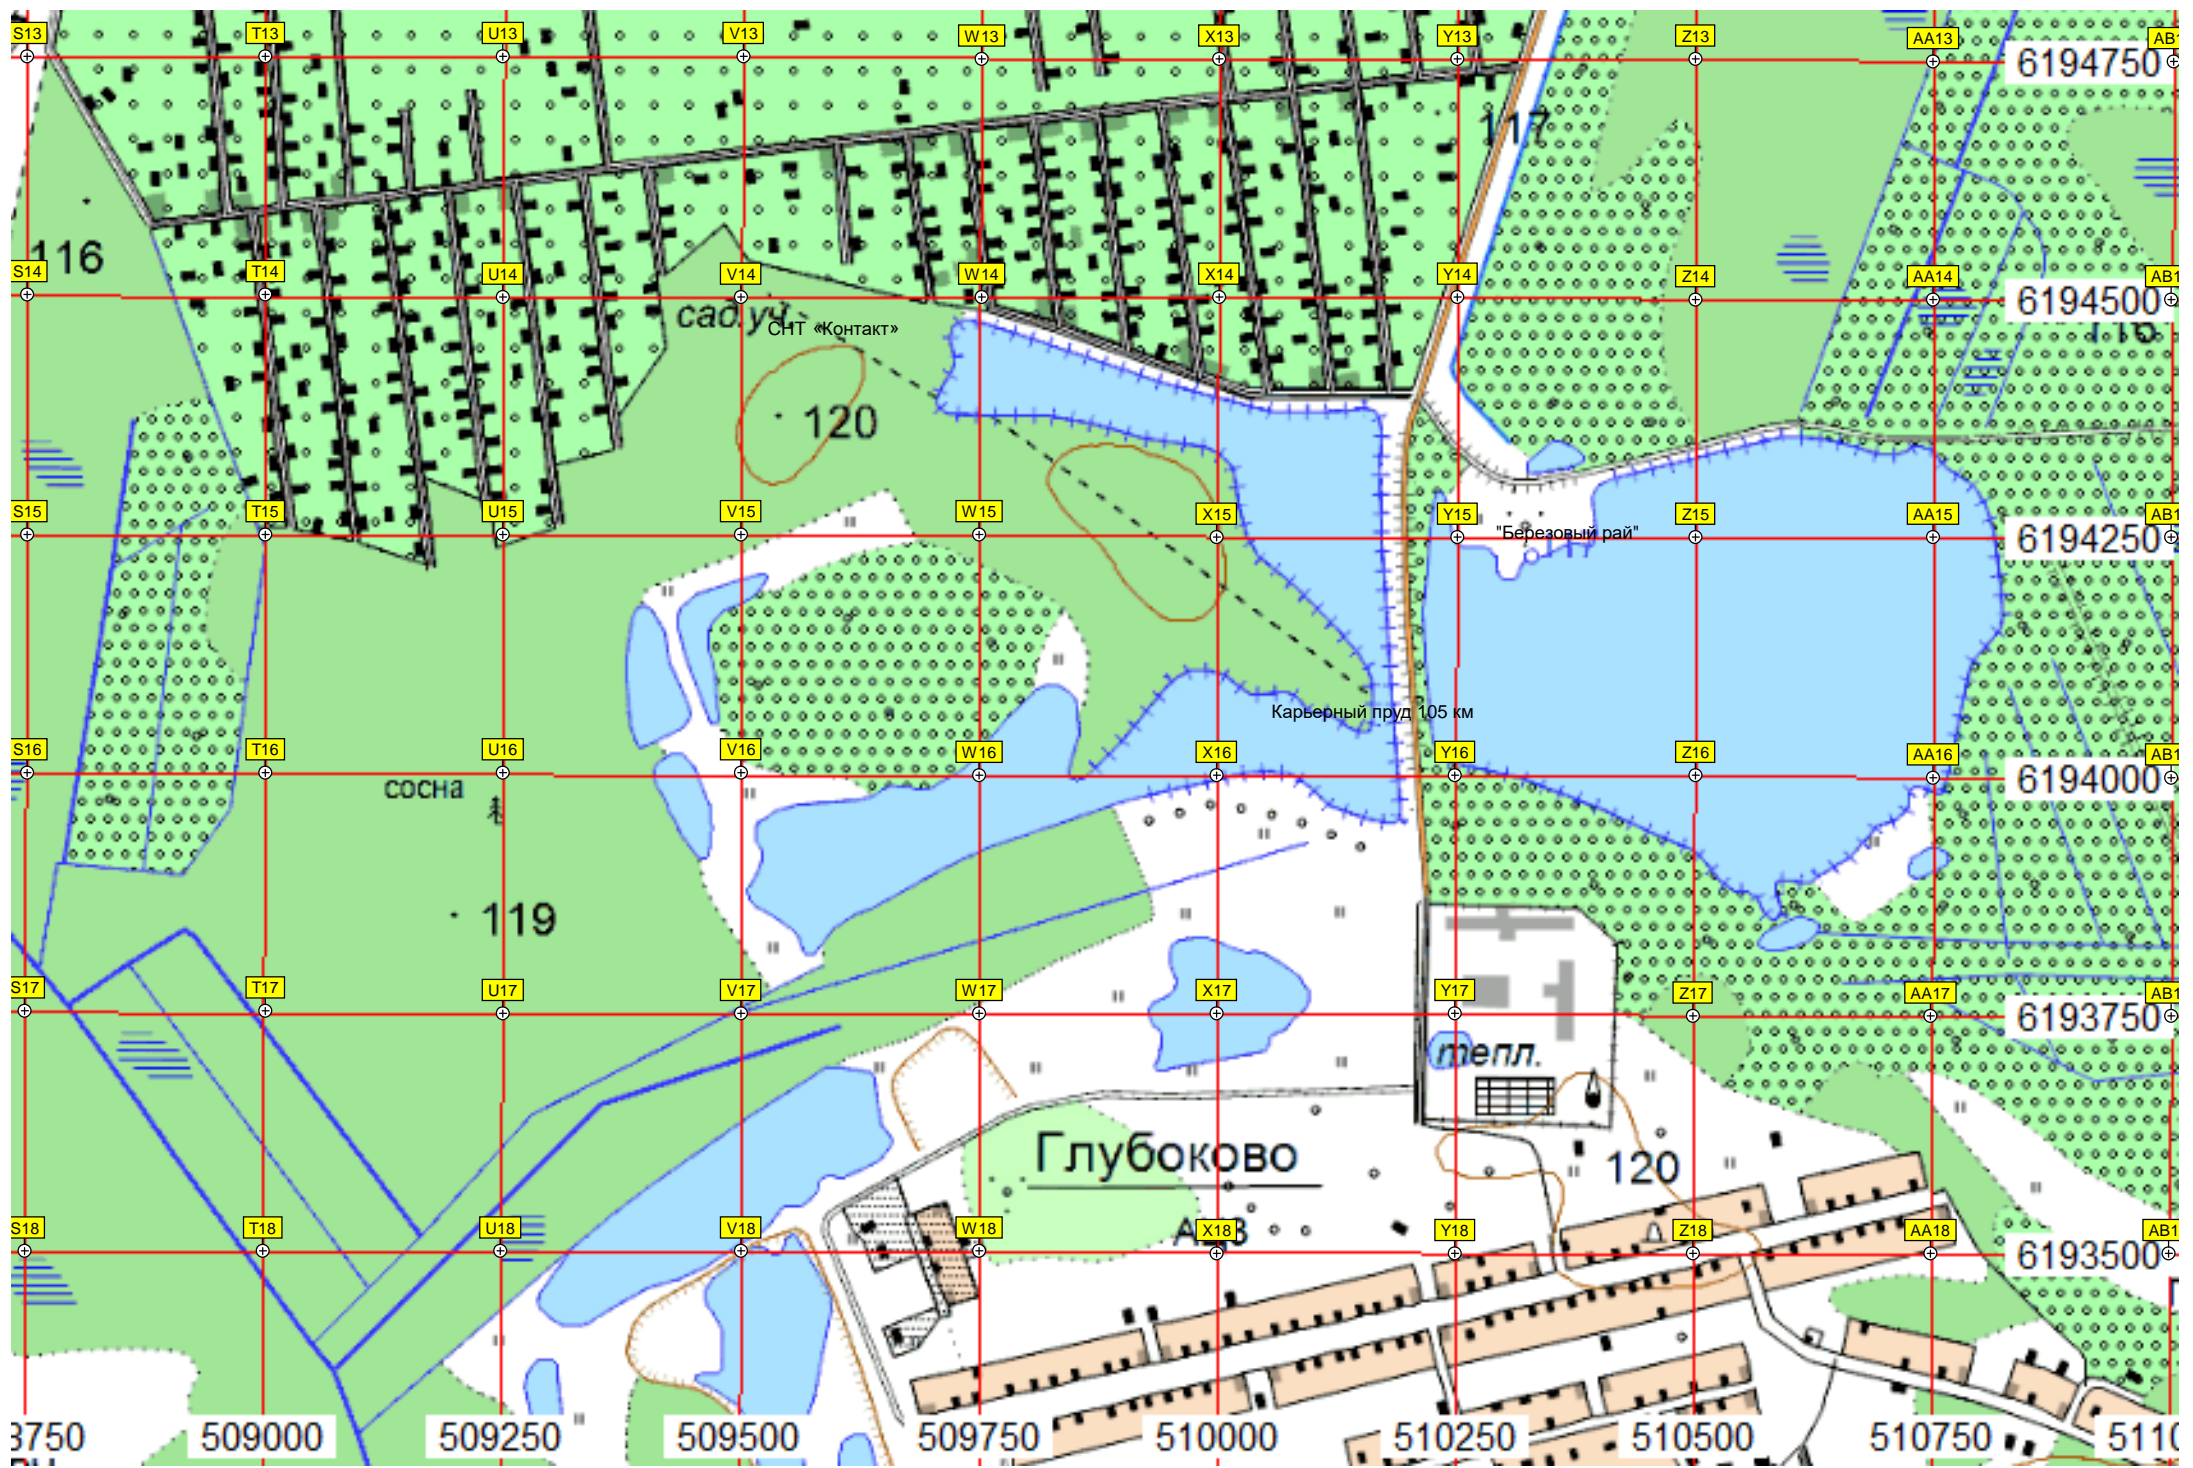 S13 T13 U13 V13 W13 X13 Y13 Z13 AA13
6194750
117
116
S14 T14 U14 V14 W14 X14 Y14 Z14 AA14
6194500
сад.уч.
СНТ «Контакт»
116
120
S15 T15 U15 V15 W15 X15 Y15 Z15 AA15
"Березовый рай"
6194250
Карьерный пруд 105 км
S16 T16 U16 V16 W16 X16 Y16 Z16 AA16
6194000
сосна
119
S17 T17 U17 V17 W17 X17 Y17 Z17 AA17
6193750
тепл.
Глубоково
120
S18 T18 U18 V18 W18 X18 Y18 Z18 AA18
6193500
509000 509250 509500 509750 510000 510250 510500 510750